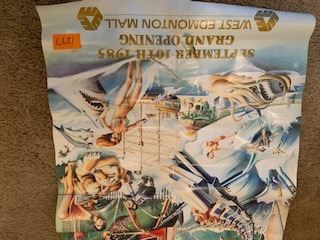 WEST EDMONTON MALL
GRAND OPENING
SEPTEMBER 10TH 1985